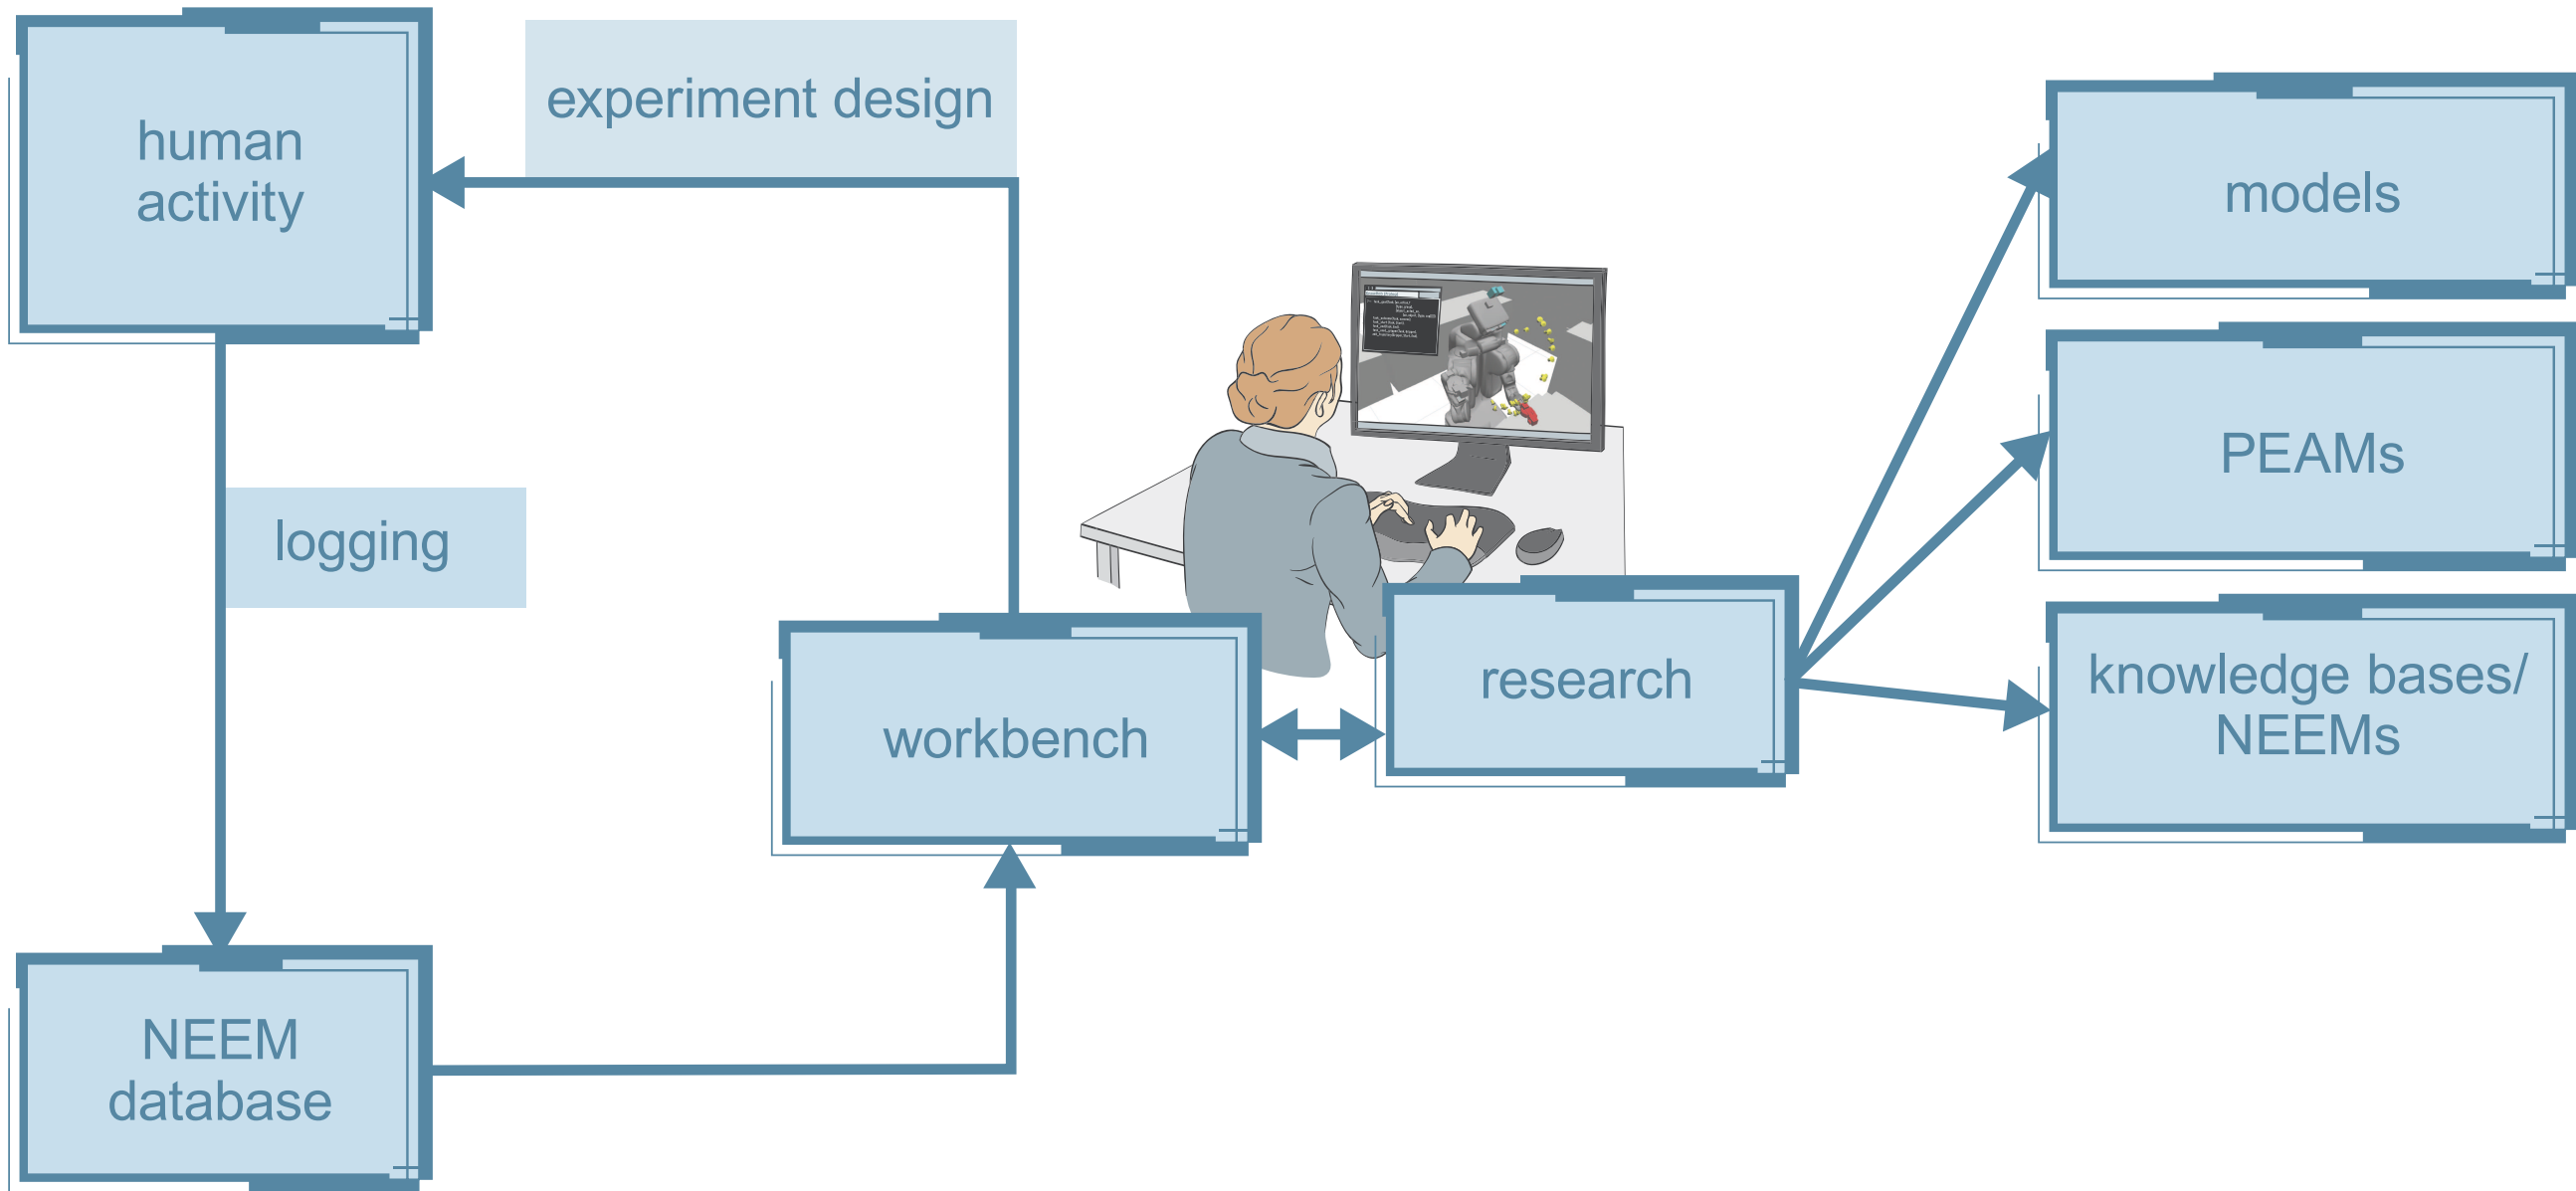 human
activity
experiment design
logging
NEEM
database
workbench
research
models
PEAMs
knowledge bases/
NEEMs